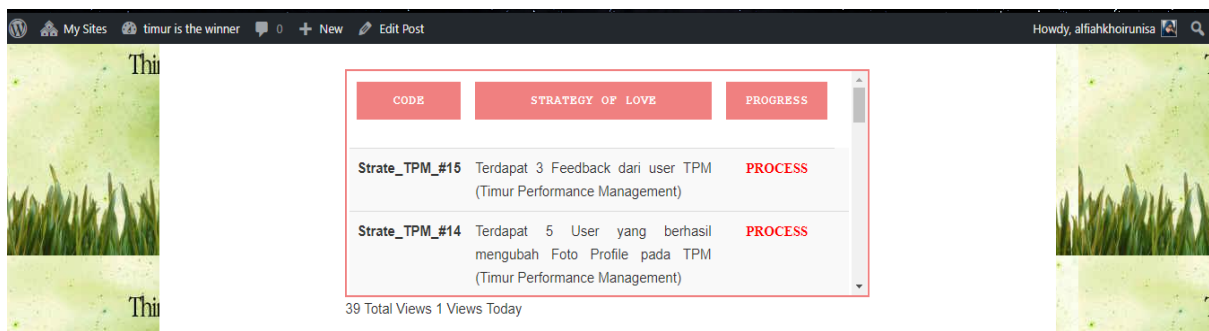 My Sites timur is the winner 0 New Edit Post Howdy, alfiahkhoirunisa
Thin
CODE STRATEGY OF LOVE PROGRESS
Strate_TPM_#15 Terdapat 3 Feedback dari user TPM PROCESS
(Timur Performance Management)
Strate_TPM_#14 Terdapat 5 User yang berhasil PROCESS
mengubah Foto Profile pada TPM
(Timur Performance Management)
Thin
39 Total Views 1 Views Today